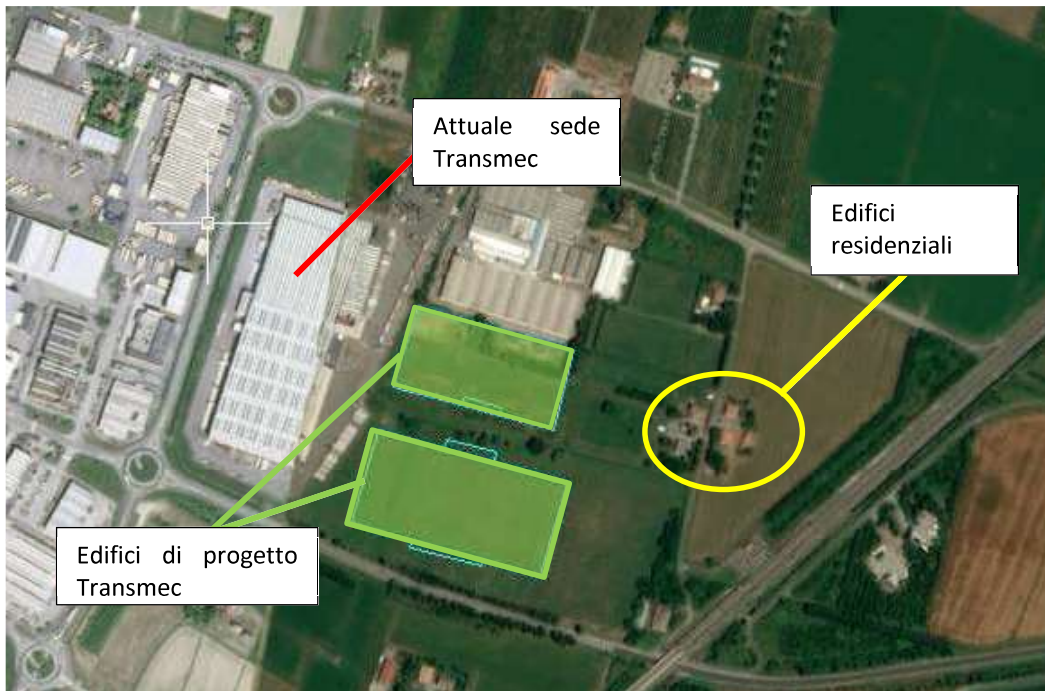 Attuale sede
Transmec
Edifici
residenziali
Edifici di progetto
Transmec